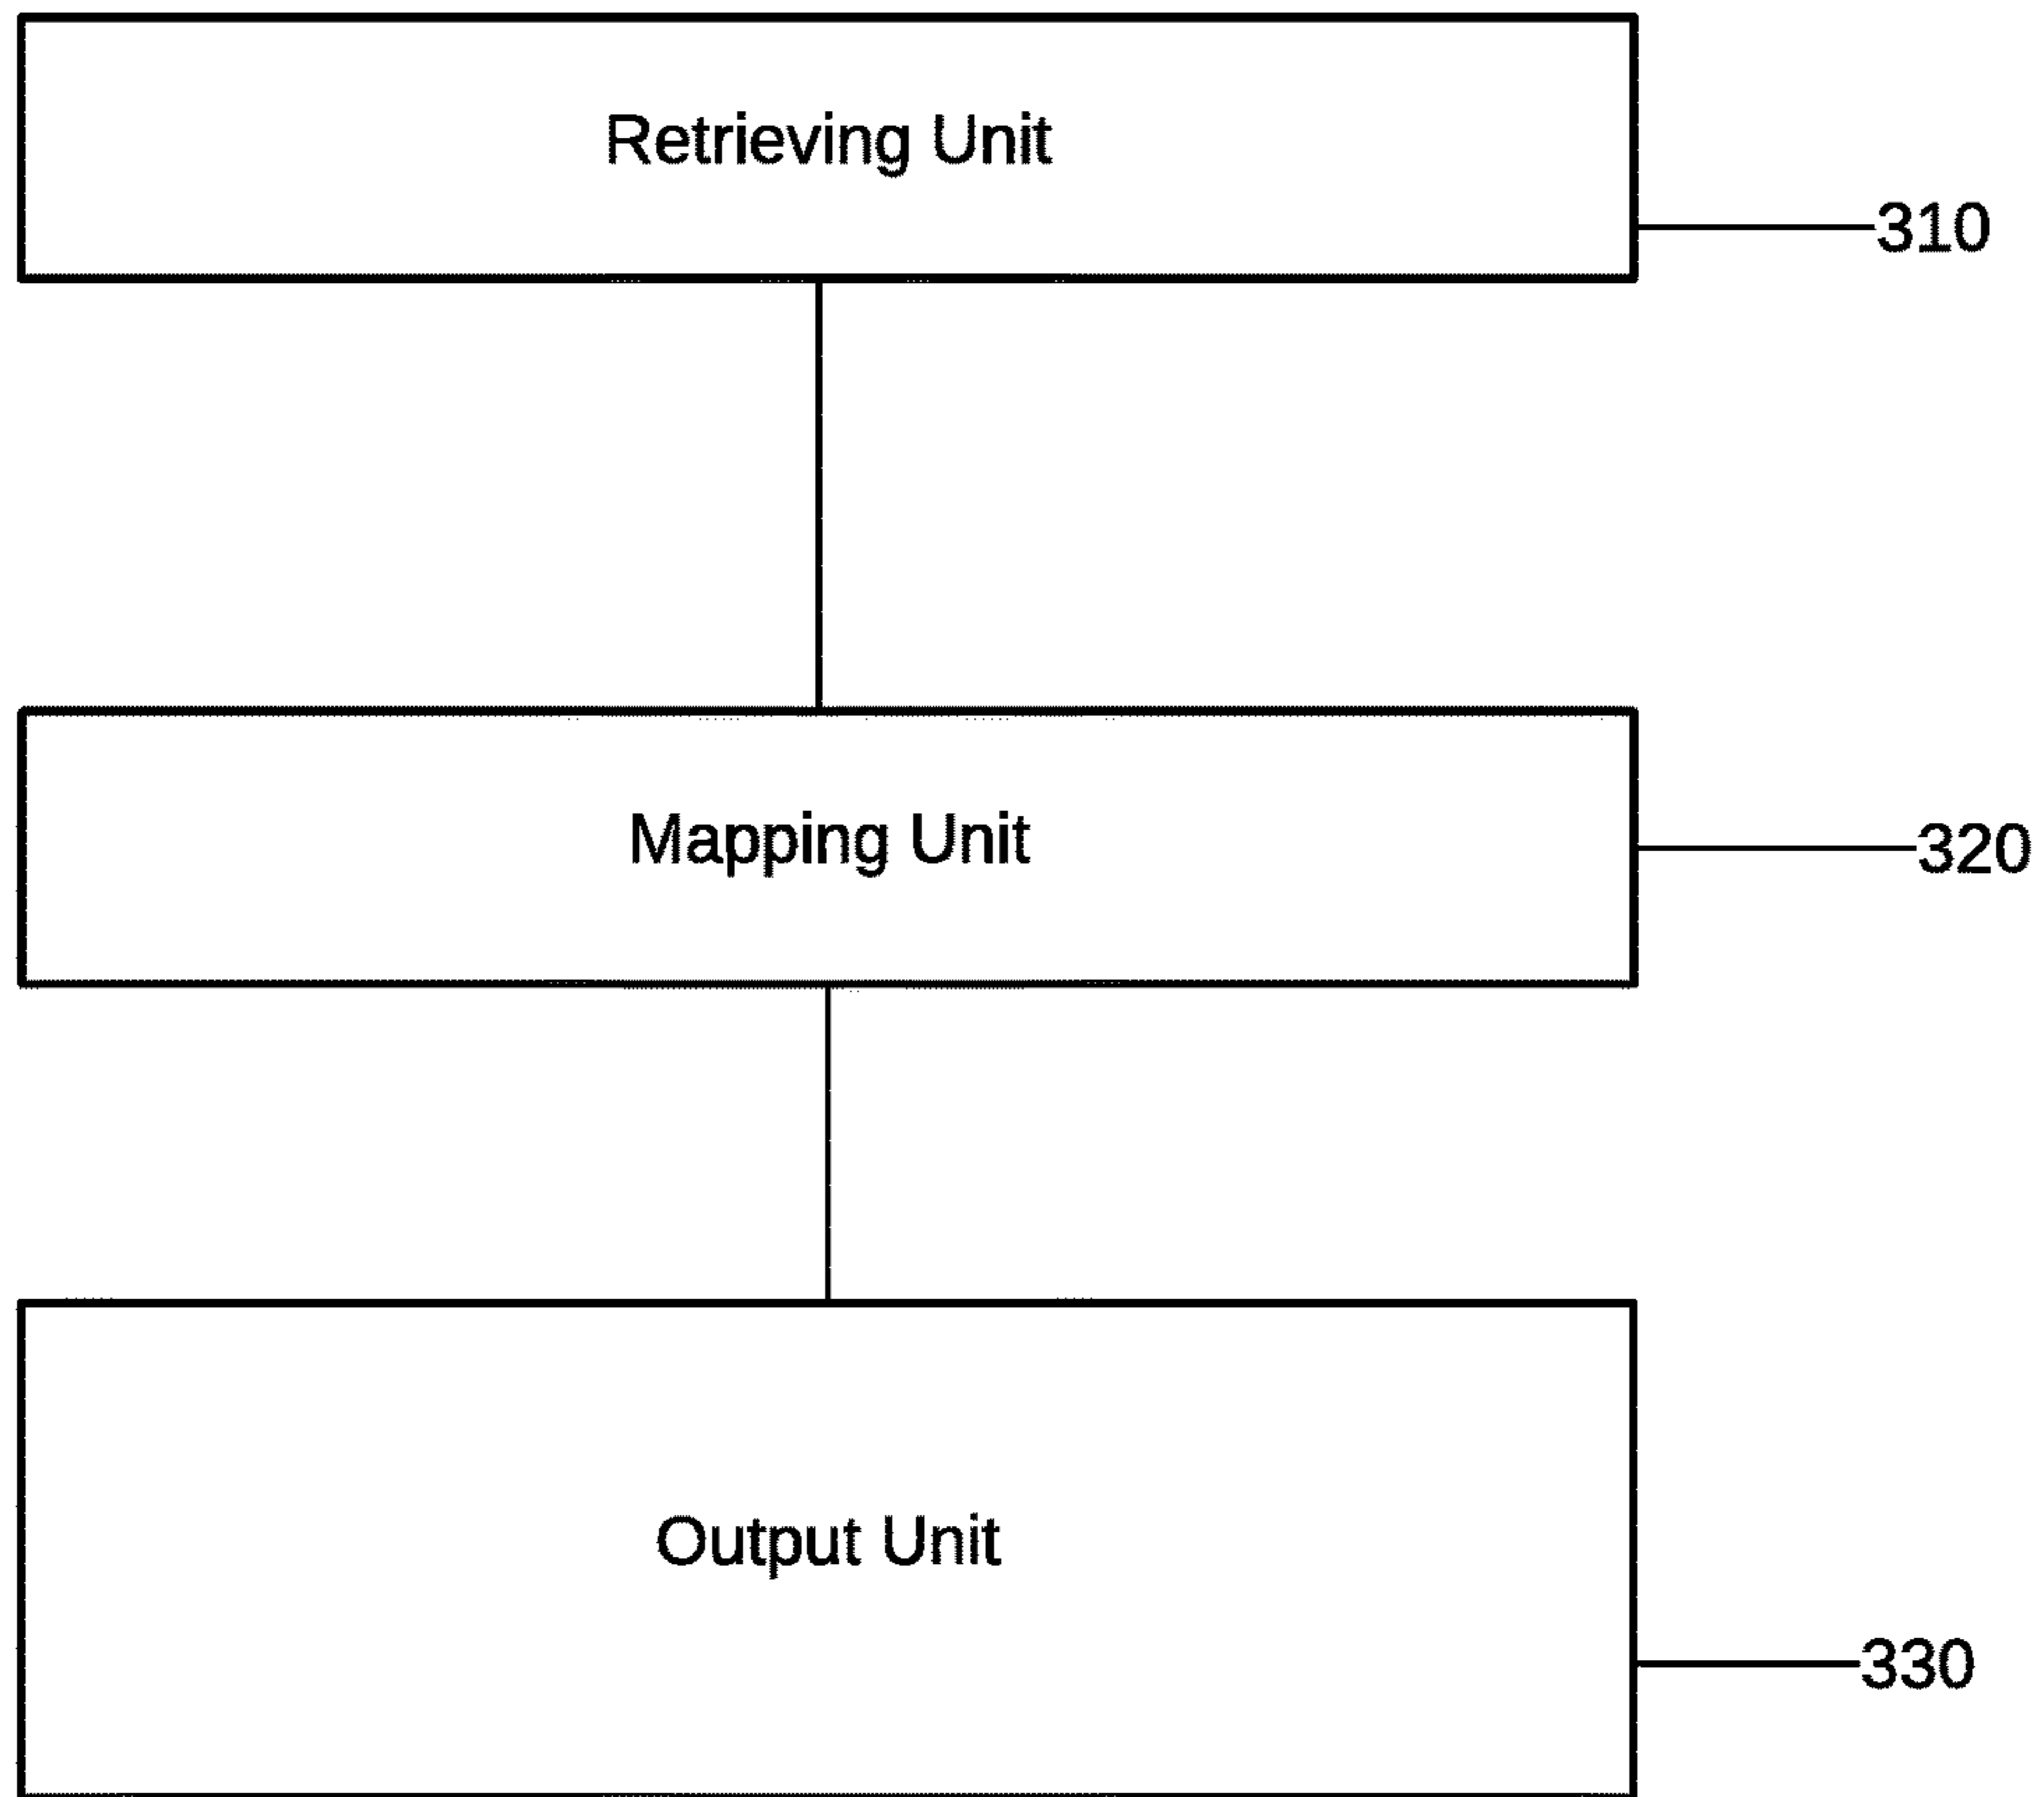 Retrieving Unit
310
Mapping Unit
320
Output Unit
330